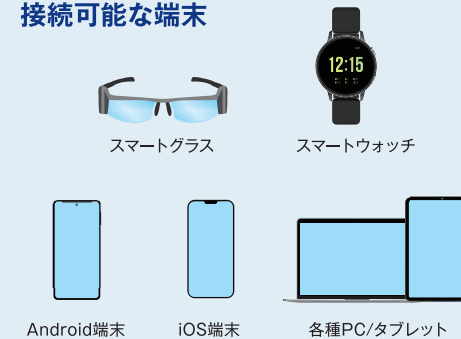 接続可能な端末
12:15
スマートグラス
スマートウォッチ
Android端末
iOS端末
各種PC/タブレット